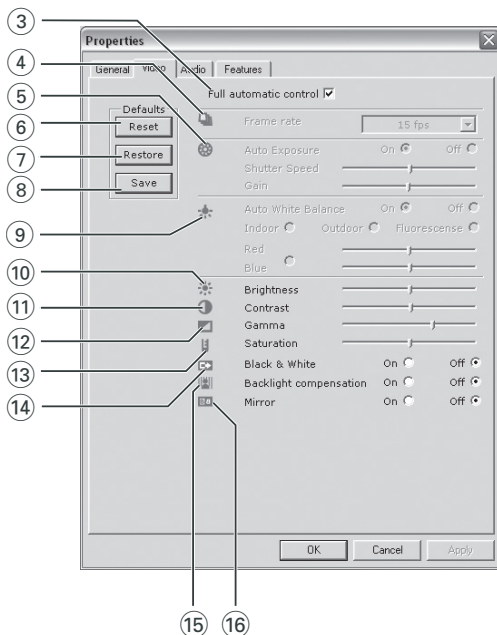 3
Properties
4
General Video Audio Features
5
Full automatic control
Defaults
6
Reset
Frame rate 15 fps
7
Restore
Auto Exposure On Off
Shutter Speed
8
Save
Gain
9
Auto White Balance On Off
Indoor Outdoor Fluorescense
Red
Blue
10
Brightness
11
Contrast
12
Gamma
13
Saturation
14
Black & White On Off
Backlight compensation On Off
Mirror On Off
OK Cancel Apply
15 16